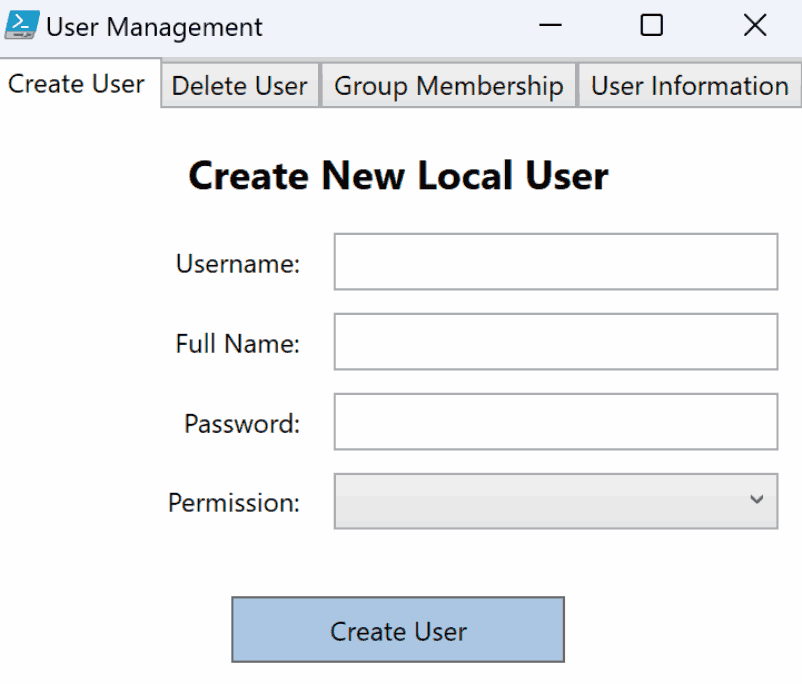 User Management
Create User Delete User Group Membership User Information
Create New Local User
Username:
Full Name:
Password:
Permission:
Create User